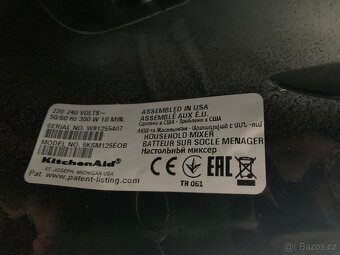 220-240 VOLTS~
50/60 Hz 300 W 10 MIN.
SERIAL NO. W81255407
MODEL NO. 5KSM125EOB
KitchenAid®
ST. JOSEPH, MICHIGAN USA
Pat. www.patent-listing.com
ASSEMBLED IN USA
ASSEMBLÉ AUX E.U.
Сделано в США
HOUSEHOLD MIXER
BATTEUR SUR SOCLE MÉNAGER
Настольный миксер
CE EAC
TR 061
bazos.cz